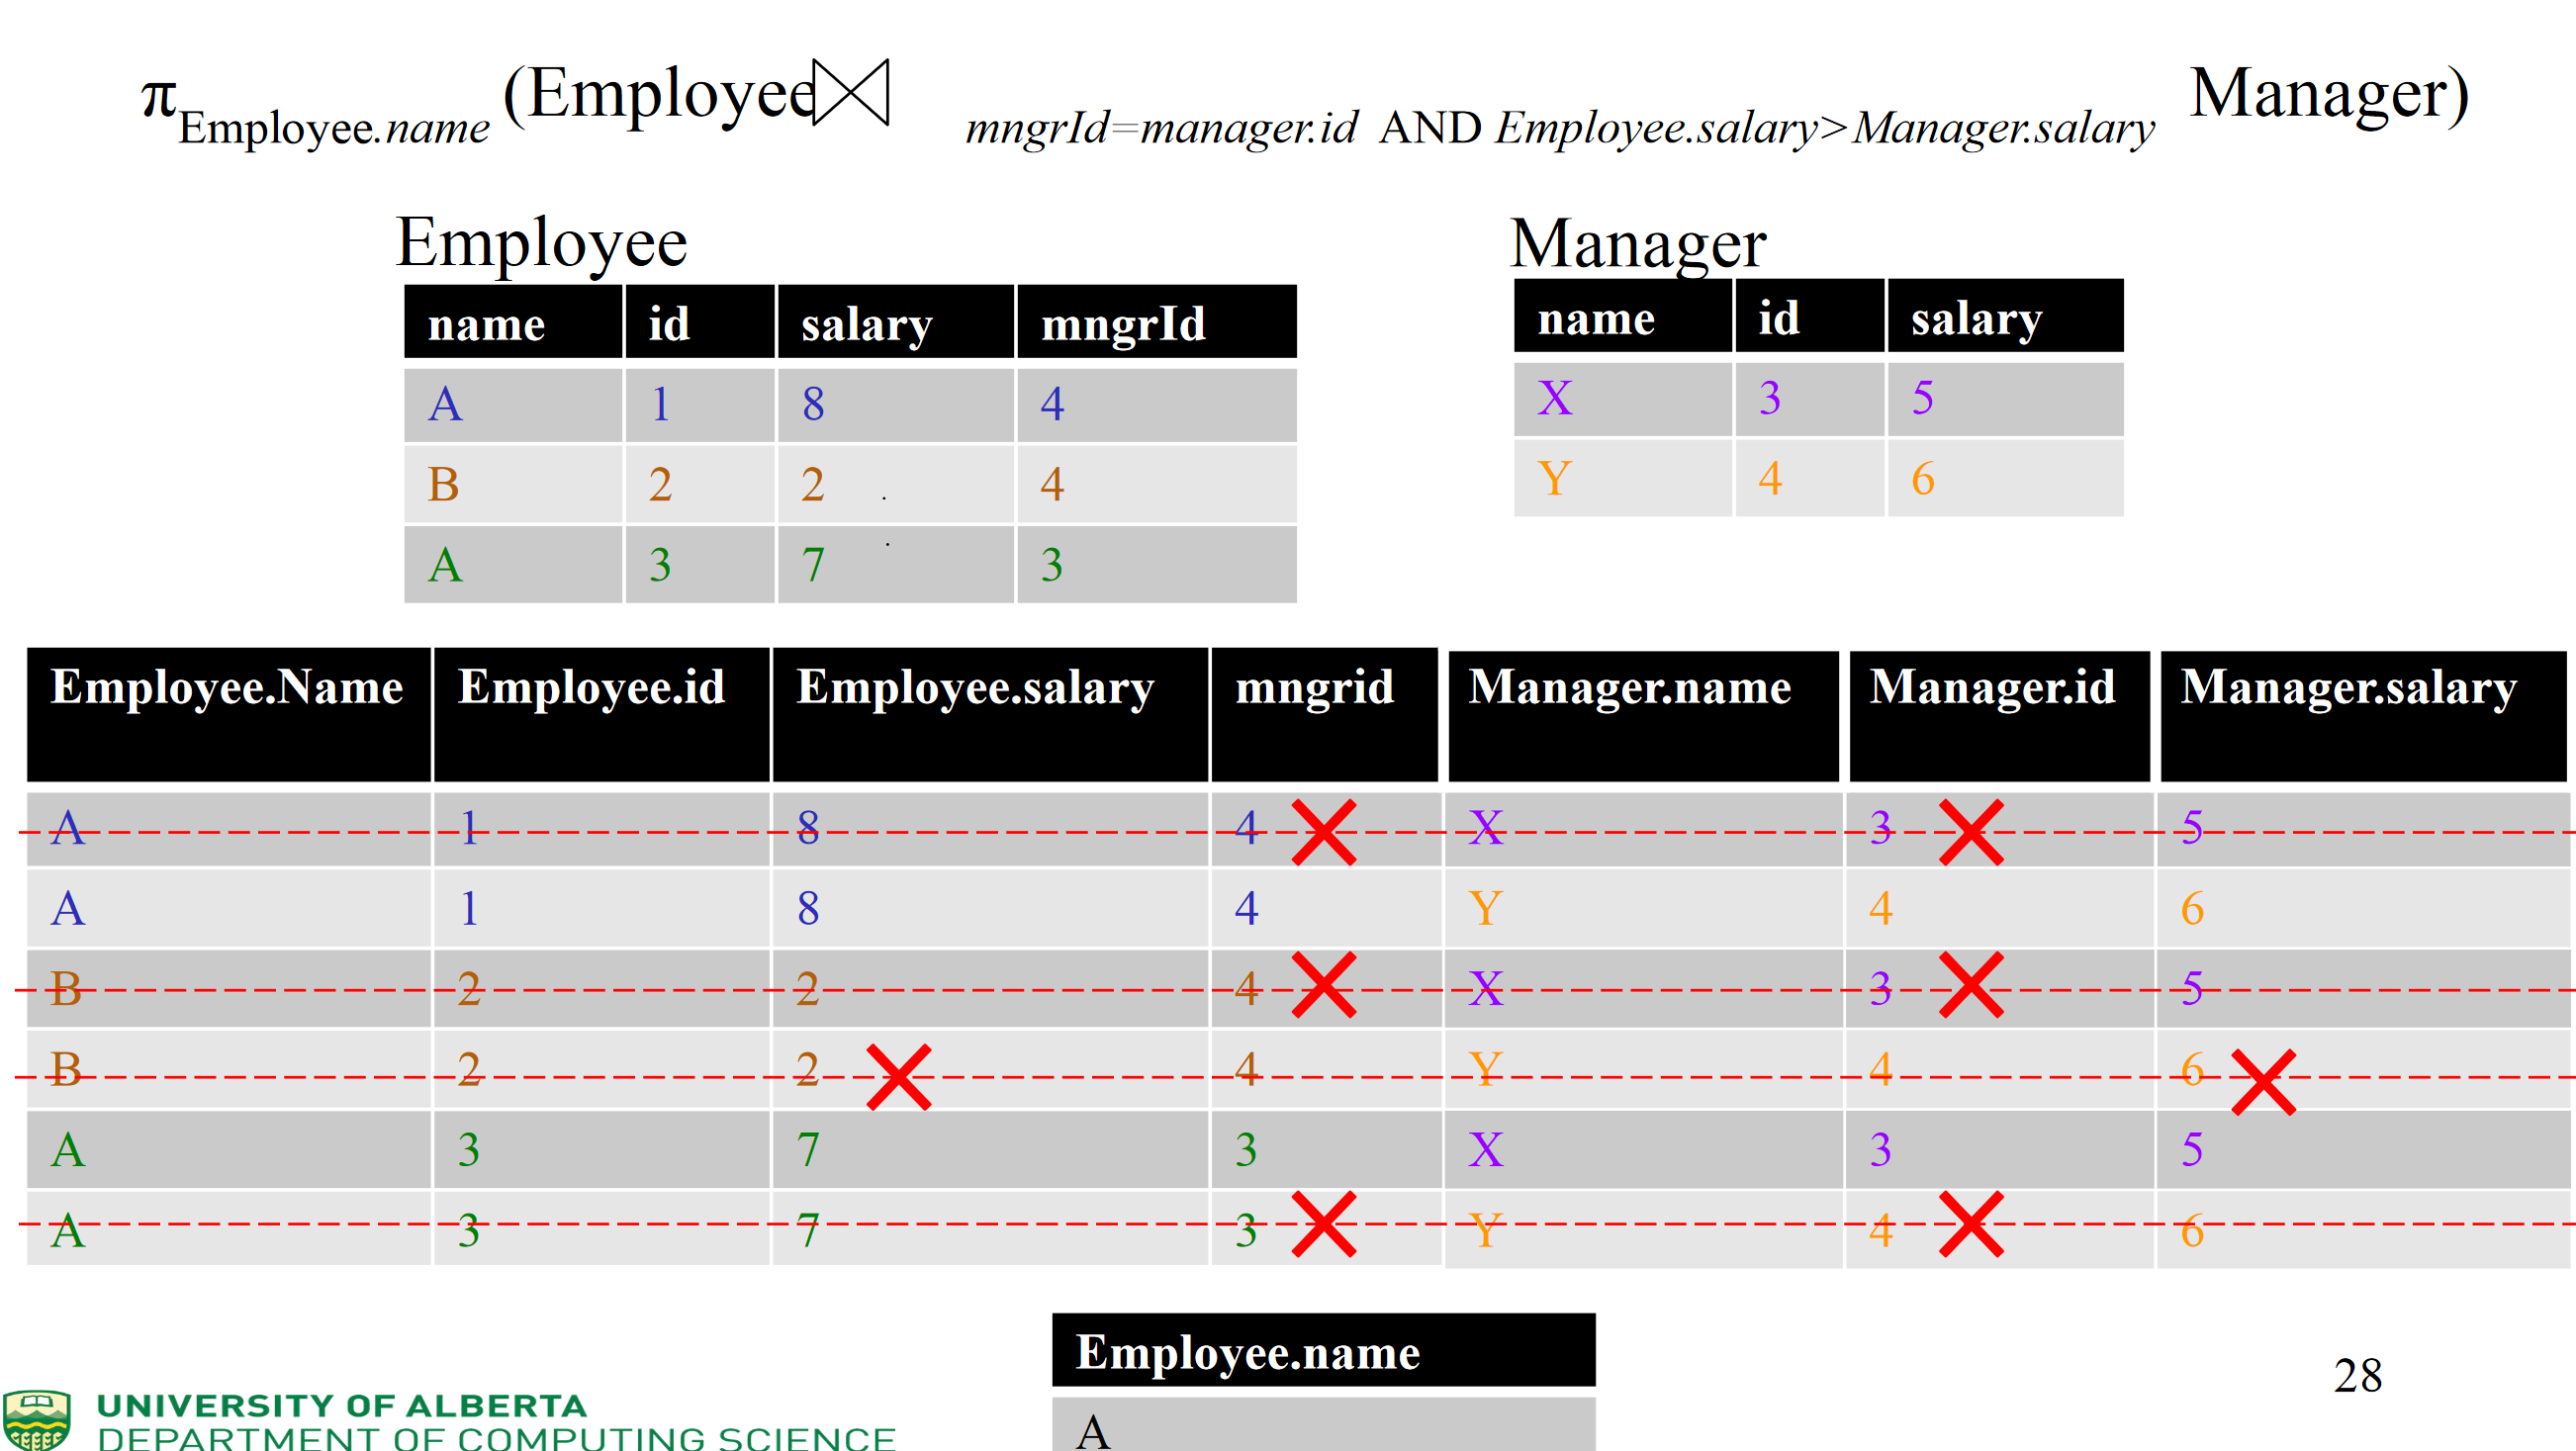 π Employee.name (Employee⋈ mngrId=manager.id AND Employee.salary>Manager.salary Manager)
Employee
name id salary mngrId
A 1 8 4
B 2 2 4
A 3 7 3
Manager
name id salary
X 3 5
Y 4 6
Employee.Name Employee.id Employee.salary mngrid Manager.name Manager.id Manager.salary
A 1 8 4 X 3 5
A 1 8 4 Y 4 6
B 2 2 4 X 3 5
B 2 2 4 Y 4 6
A 3 7 3 X 3 5
A 3 7 3 Y 4 6
Employee.name
A
28
UNIVERSITY OF ALBERTA
DEPARTMENT OF COMPUTING SCIENCE